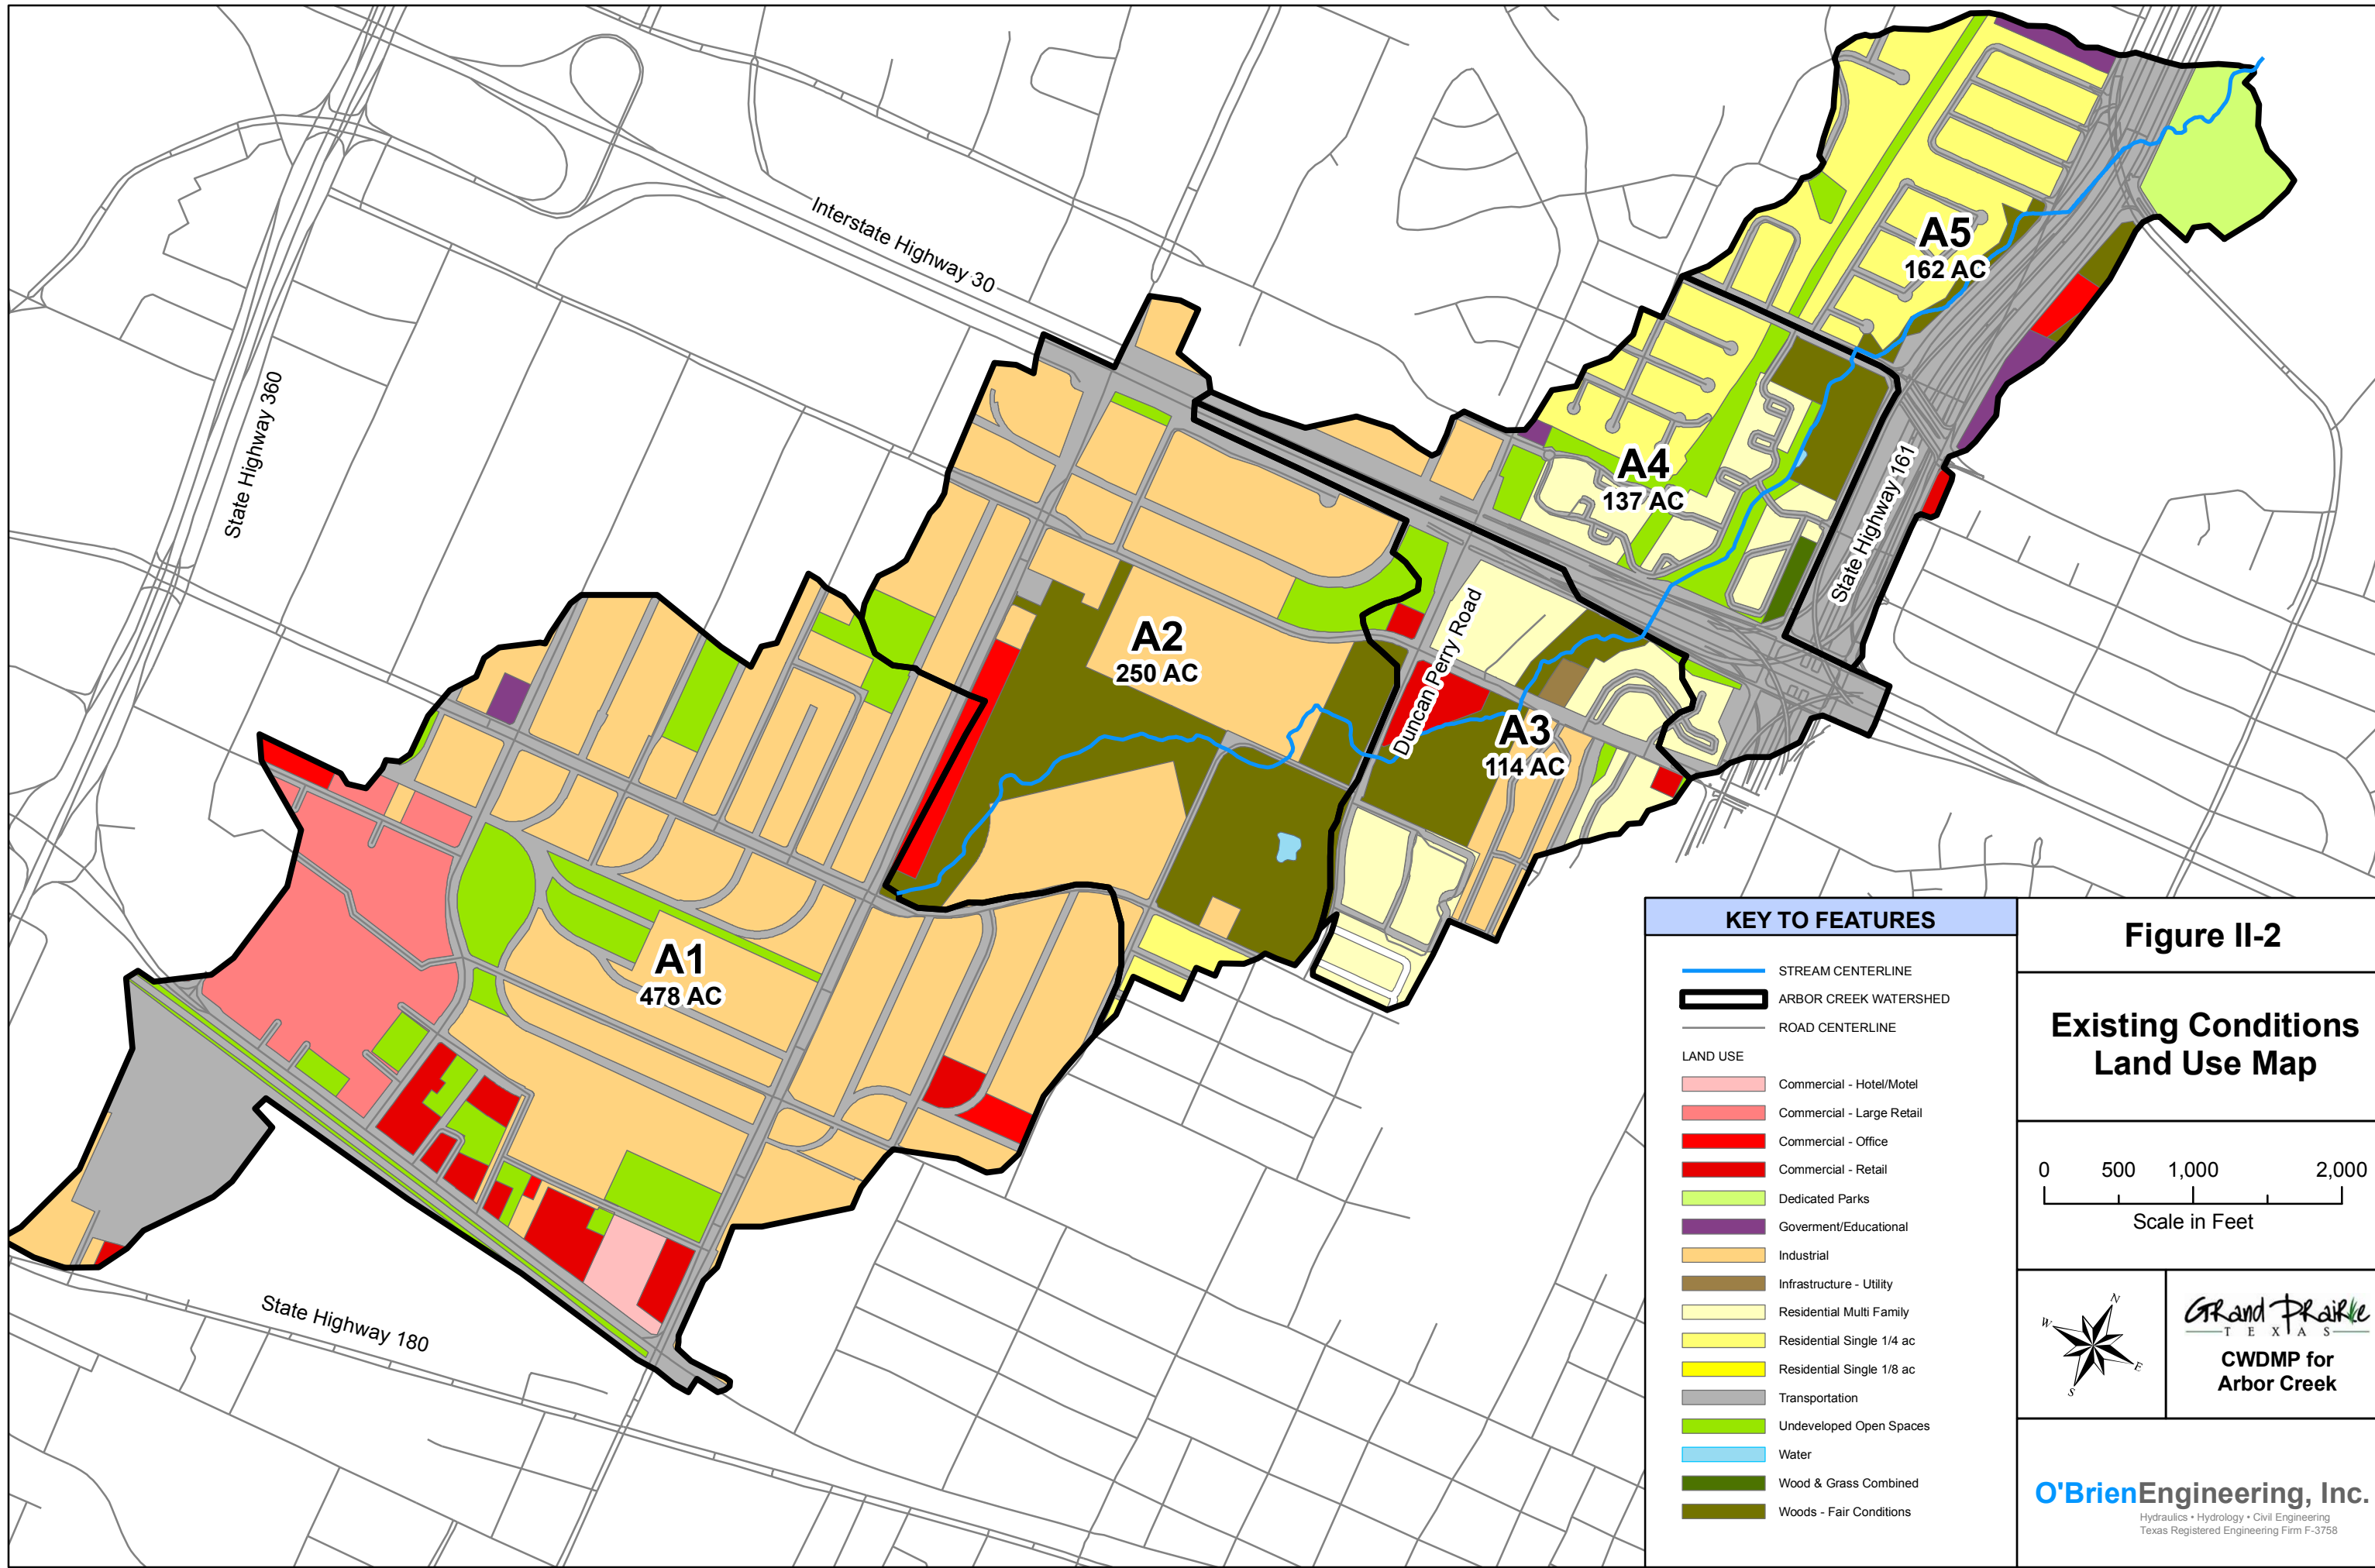 Interstate Highway 30
State Highway 360
A5
162 AC
A4
137 AC
State Highway 161
A2
250 AC
Duncan Perry Road
A3
114 AC
A1
478 AC
State Highway 180
KEY TO FEATURES
STREAM CENTERLINE
ARBOR CREEK WATERSHED
ROAD CENTERLINE
LAND USE
Commercial - Hotel/Motel
Commercial - Large Retail
Commercial - Office
Commercial - Retail
Dedicated Parks
Goverment/Educational
Industrial
Infrastructure - Utility
Residential Multi Family
Residential Single 1/4 ac
Residential Single 1/8 ac
Transportation
Undeveloped Open Spaces
Water
Wood & Grass Combined
Woods - Fair Conditions
Figure II-2
Existing Conditions
Land Use Map
0 500 1,000 2,000
Scale in Feet
N
W
E
S
GRand PRaiRie
TEXAS
CWDMP for
Arbor Creek
O'BrienEngineering, Inc.
Hydraulics • Hydrology • Civil Engineering
Texas Registered Engineering Firm F-3758